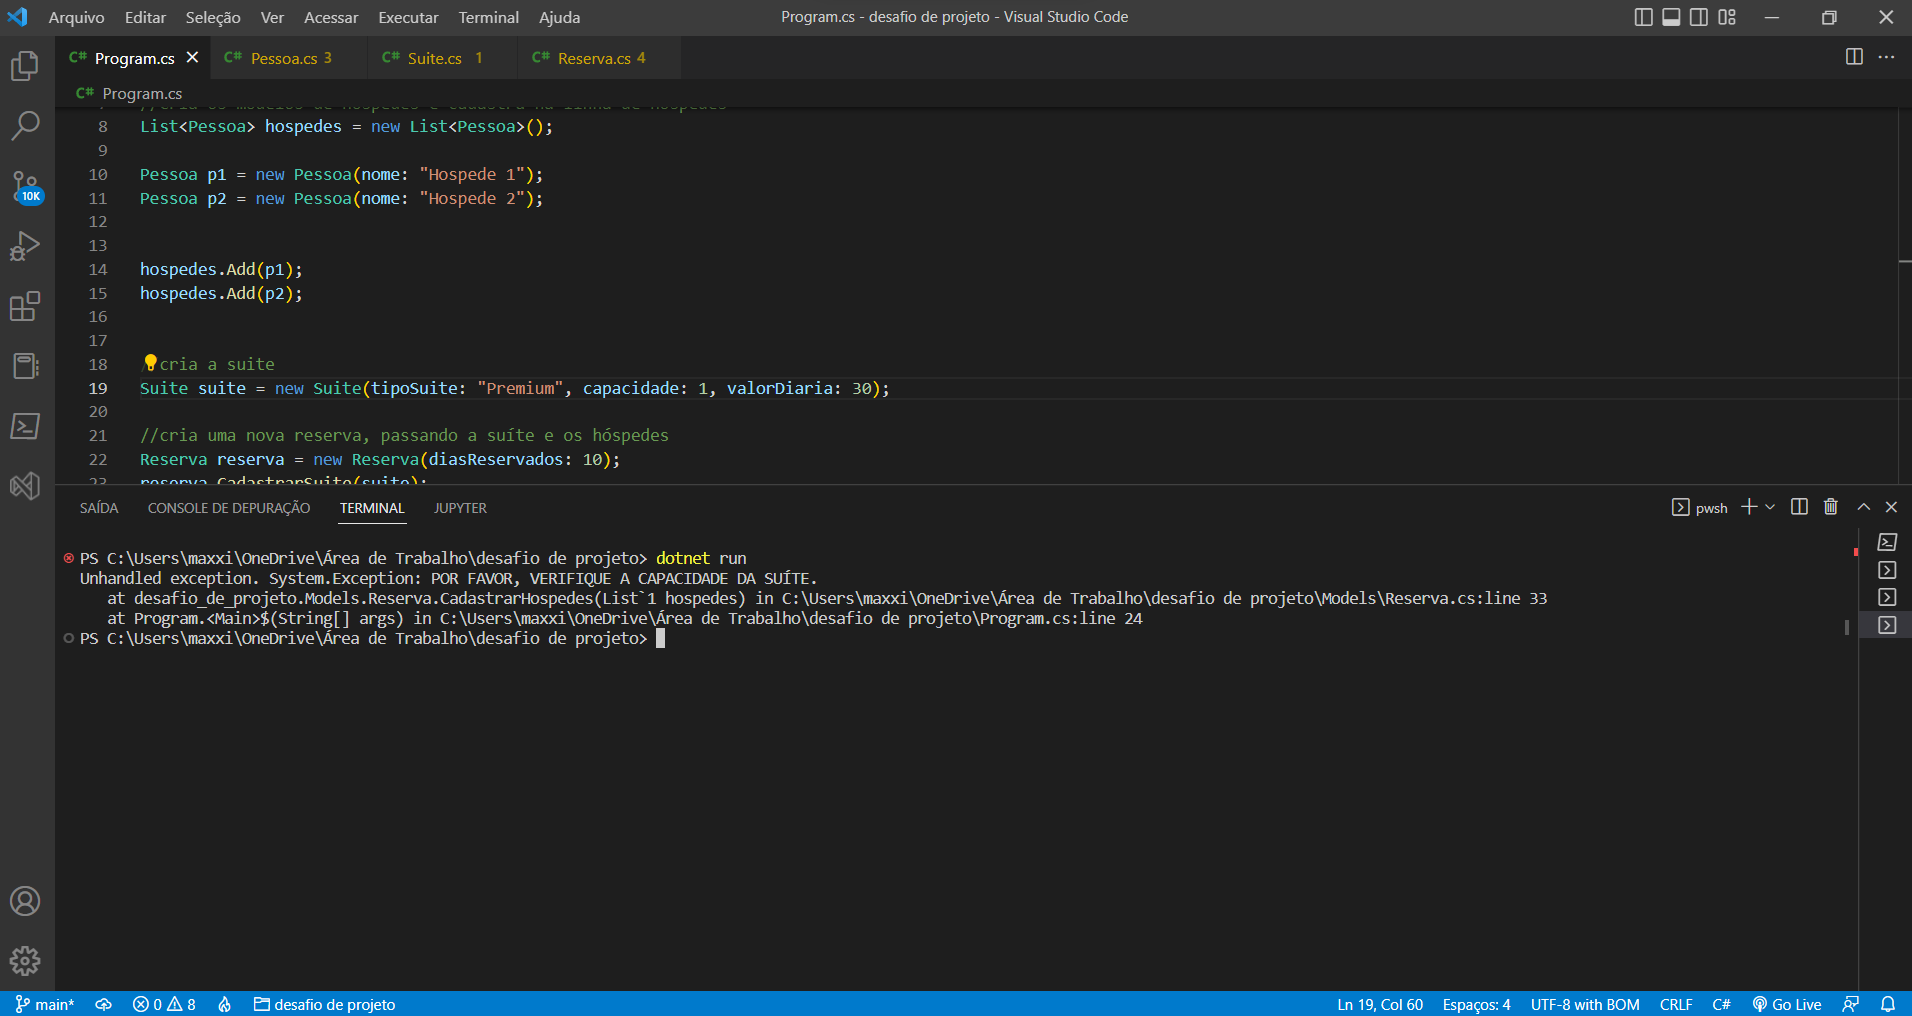 Arquivo Editar Seleção Ver Acessar Executar Terminal Ajuda
Program.cs - desafio de projeto - Visual Studio Code
C# Program.cs C# Pessoa.cs 3 C# Suite.cs 1 C# Reserva.cs 4
C# Program.cs
10K
8 List<Pessoa> hospedes = new List<Pessoa>();
9
10 Pessoa p1 = new Pessoa(nome: "Hospede 1");
11 Pessoa p2 = new Pessoa(nome: "Hospede 2");
12
13
14 hospedes.Add(p1);
15 hospedes.Add(p2);
16
17
18 cria a suite
19 Suite suite = new Suite(tipoSuite: "Premium", capacidade: 1, valorDiaria: 30);
20
21 //cria uma nova reserva, passando a suíte e os hóspedes
22 Reserva reserva = new Reserva(diasReservados: 10);
23 reserva.CadastrarSuite(suite);
SAÍDA CONSOLE DE DEPURAÇÃO TERMINAL JUPYTER
pwsh
PS C:\Users\maxxi\OneDrive\Área de Trabalho\desafio de projeto> dotnet run
Unhandled exception. System.Exception: POR FAVOR, VERIFIQUE A CAPACIDADE DA SUÍTE.
at desafio_de_projeto.Models.Reserva.CadastrarHospedes(List`1 hospedes) in C:\Users\maxxi\OneDrive\Área de Trabalho\desafio de projeto\Models\Reserva.cs:line 33
at Program.<Main>$(String[] args) in C:\Users\maxxi\OneDrive\Área de Trabalho\desafio de projeto\Program.cs:line 24
PS C:\Users\maxxi\OneDrive\Área de Trabalho\desafio de projeto>
main* 0 8 desafio de projeto
Ln 19, Col 60 Espaços: 4 UTF-8 with BOM CRLF C# Go Live